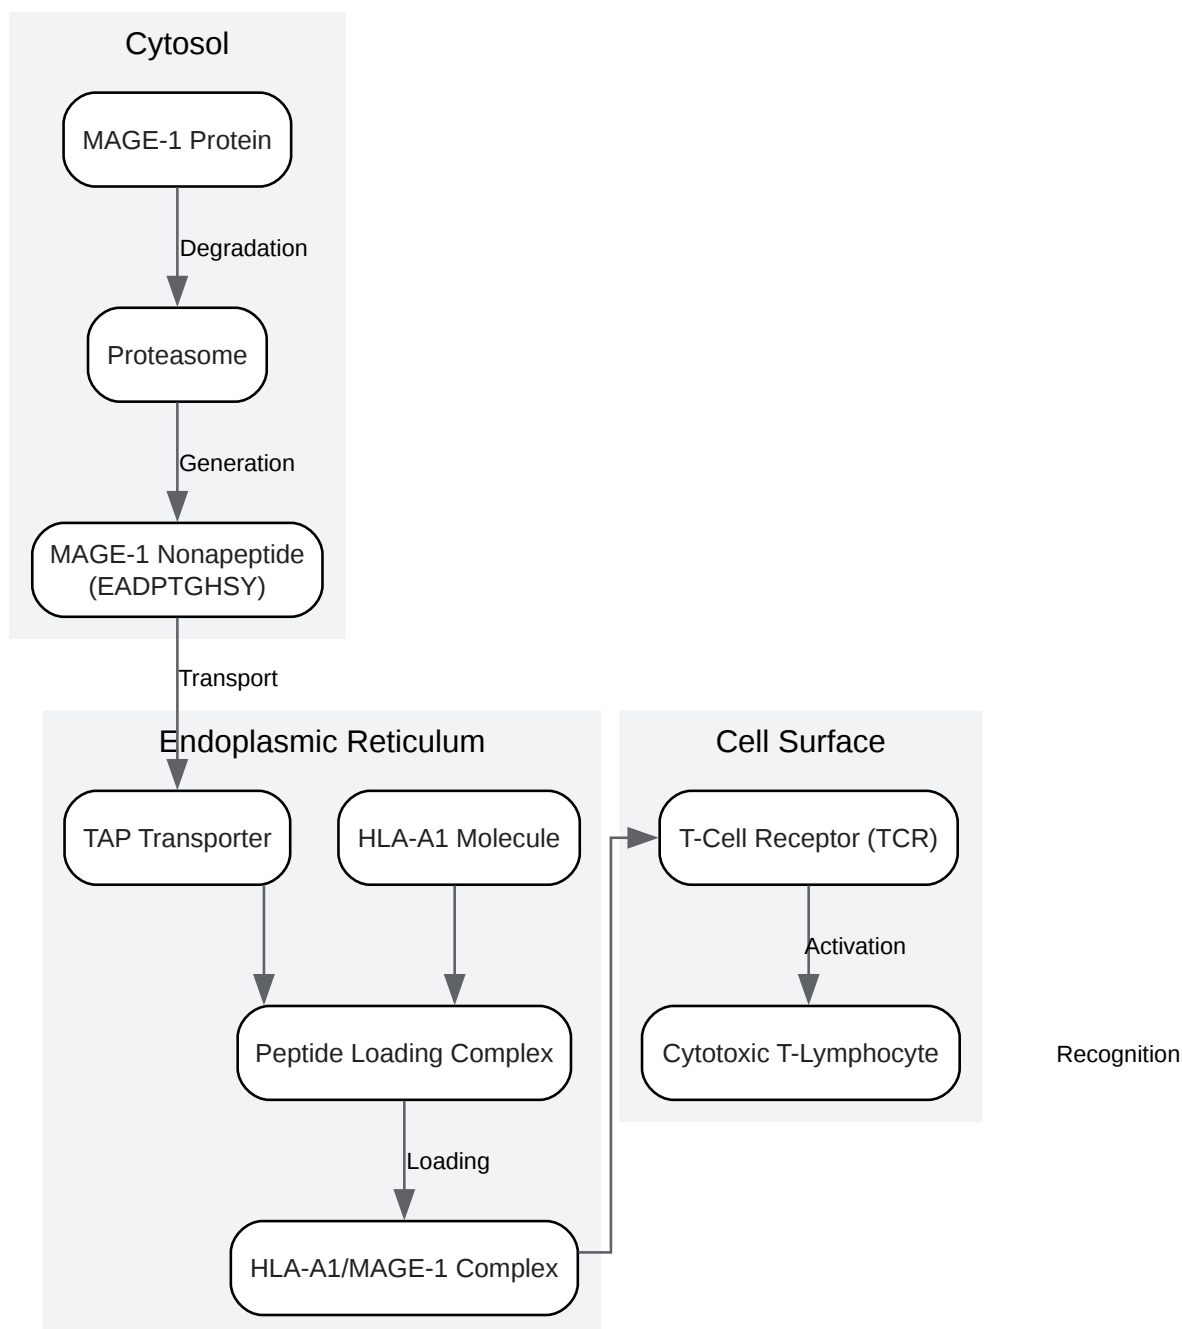 Cytosol
MAGE-1 Protein
Degradation
Proteasome
Generation
MAGE-1 Nonapeptide
(EADPTGHSY)
Transport
Endoplasmic Reticulum
TAP Transporter
HLA-A1 Molecule
Peptide Loading Complex
Loading
HLA-A1/MAGE-1 Complex
Cell Surface
T-Cell Receptor (TCR)
Activation
Cytotoxic T-Lymphocyte
Recognition